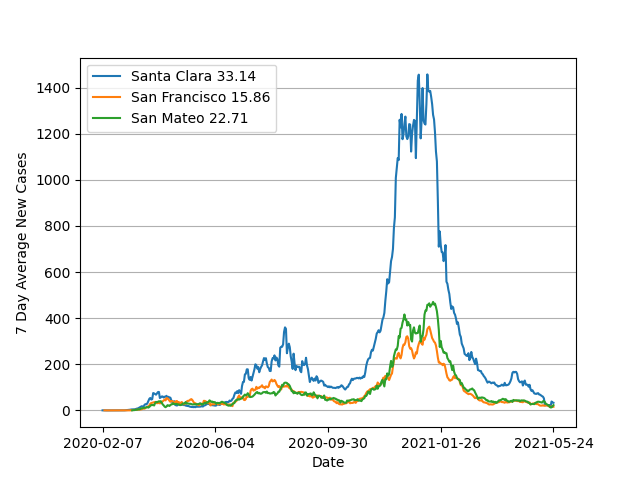 Santa Clara 33.14
San Francisco 15.86
San Mateo 22.71
7 Day Average New Cases
1400
1200
1000
800
600
400
200
0
2020-02-07 2020-06-04 2020-09-30 2021-01-26 2021-05-24
Date